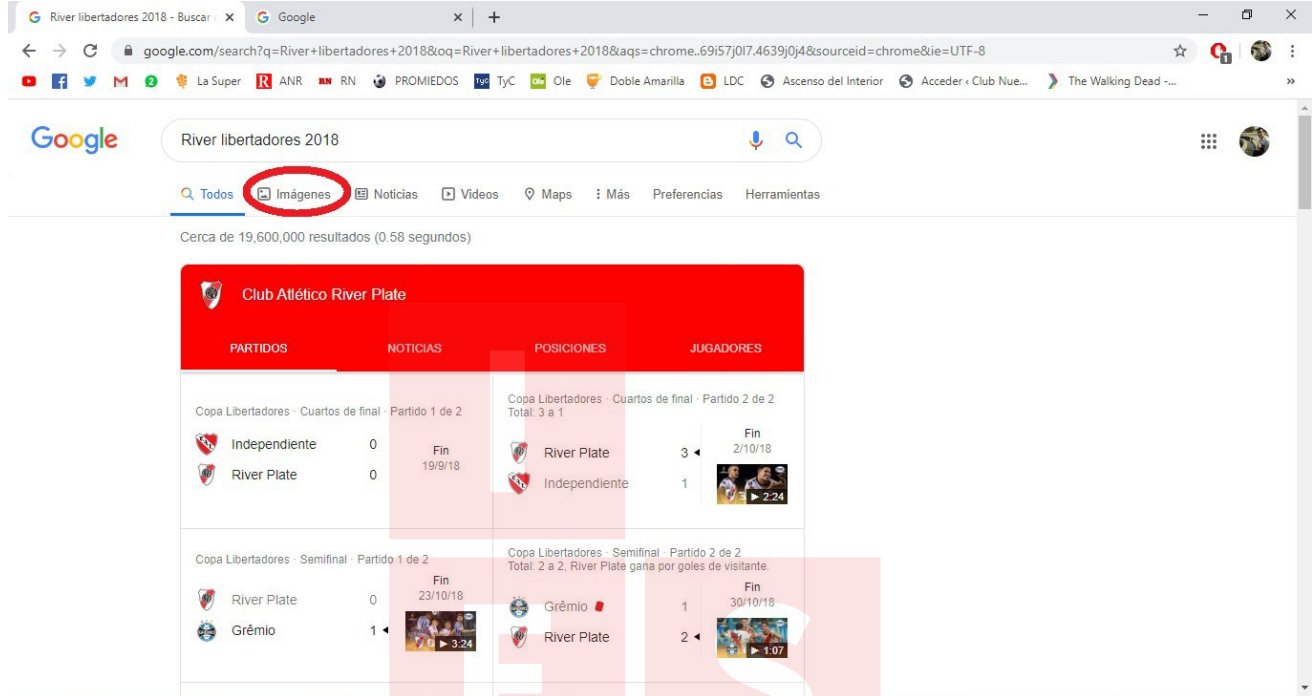 River libertadores 2018 - Buscar
Google
google.com/search?q=River+libertadores+2018&oq=River+libertadores+2018&aqs=chrome..69i57j0l7.4639j0j4&sourceid=chrome&ie=UTF-8
La Super R ANR RN RN PROMIEDOS TyC TyC Ole Ole Doble Amarilla LDC Ascenso del Interior Acceder ‹ Club Nue... The Walking Dead -...
Google
River libertadores 2018
Todos Imágenes Noticias Videos Maps Más Preferencias Herramientas
Cerca de 19,600,000 resultados (0.58 segundos)
Club Atlético River Plate
PARTIDOS NOTICIAS POSICIONES JUGADORES
Copa Libertadores · Cuartos de final · Partido 1 de 2
Independiente 0
River Plate 0
Fin
19/9/18
Copa Libertadores · Cuartos de final · Partido 2 de 2
Total: 3 a 1
River Plate 3
Independiente 1
Fin
2/10/18
2:24
Copa Libertadores · Semifinal · Partido 1 de 2
River Plate 0
Grêmio 1
Fin
23/10/18
3:24
Copa Libertadores · Semifinal · Partido 2 de 2
Total: 2 a 2, River Plate gana por goles de visitante.
Grêmio 1
River Plate 2
Fin
30/10/18
1:07